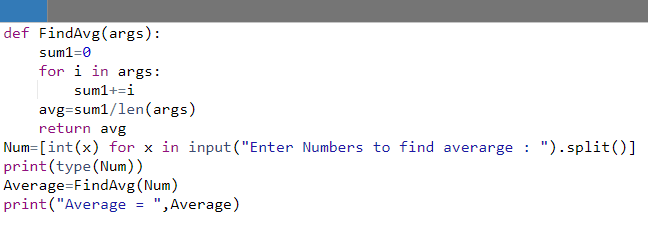 def FindAvg(args):
    sum1=0
    for i in args:
        sum1+=i
    avg=sum1/len(args)
    return avg
Num=[int(x) for x in input("Enter Numbers to find averarge : ").split()]
print(type(Num))
Average=FindAvg(Num)
print("Average = ",Average)